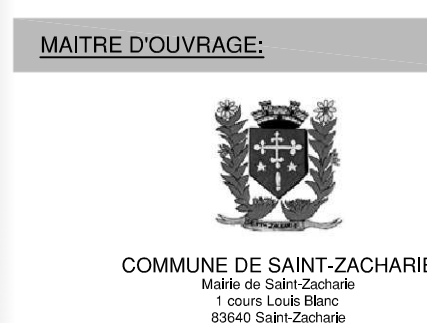 MAITRE D'OUVRAGE:
COMMUNE DE SAINT-ZACHARIE
Mairie de Saint-Zacharie
1 cours Louis Blanc
83640 Saint-Zacharie